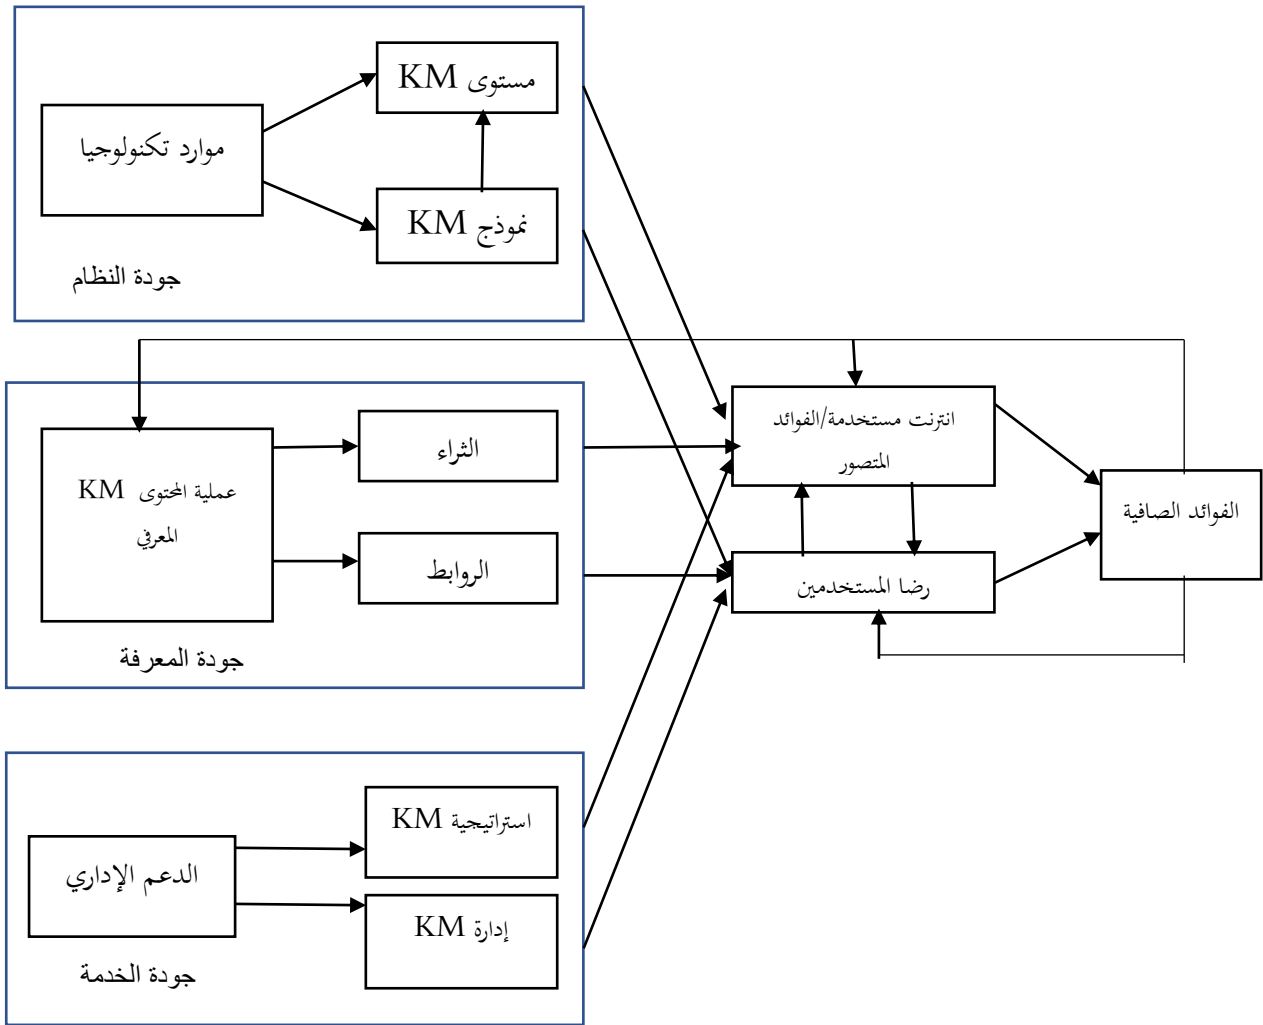 مستوى KM
موارد تكنولوجيا
نموذج KM
جودة النظام
الثراء
عملية المحتوى KM
المعرفي
الروابط
جودة المعرفة
استراتيجية KM
الدعم الإداري
إدارة KM
جودة الخدمة
انترنت مستخدمة/الفوائد
المتصور
رضا المستخدمين
الفوائد الصافية